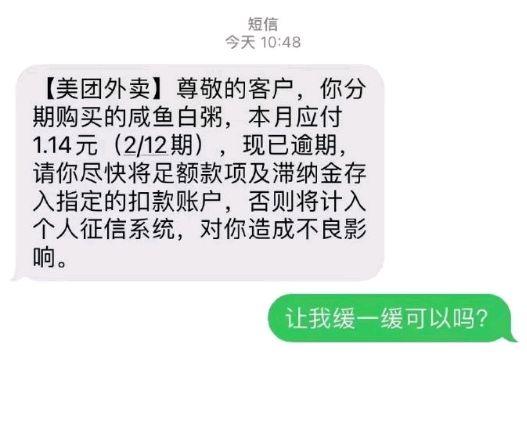 短信
今天 10:48
【美团外卖】尊敬的客户，你分
期购买的咸鱼白粥，本月应付
1.14元（2/12期），现已逾期，
请你尽快将足额款项及滞纳金存
入指定的扣款账户，否则将计入
个人征信系统，对你造成不良影
响。
让我缓一缓可以吗？